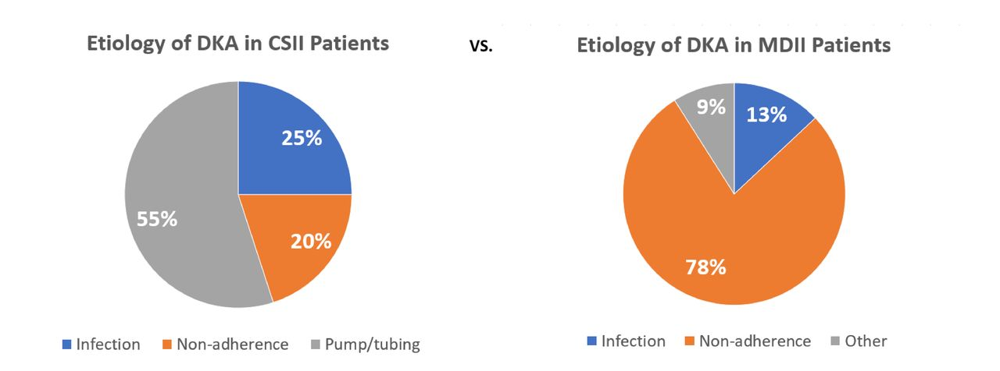 Etiology of DKA in CSII Patients
25%
20%
55%
Infection Non-adherence Pump/tubing
vs.
Etiology of DKA in MDII Patients
13%
78%
9%
Infection Non-adherence Other